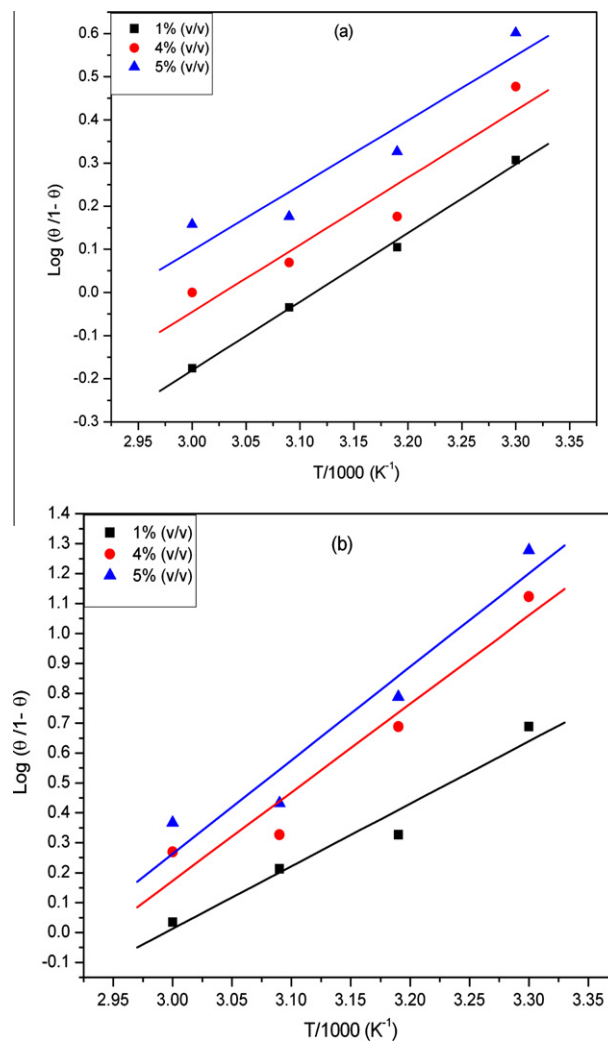 (a)
1% (v/v)
4% (v/v)
5% (v/v)
0.6
0.5
0.4
0.3
0.2
0.1
0.0
-0.1
-0.2
-0.3
Log (θ /1- θ)
2.95 3.00 3.05 3.10 3.15 3.20 3.25 3.30 3.35
T/1000 (K⁻¹)
(b)
1% (v/v)
4% (v/v)
5% (v/v)
1.4
1.3
1.2
1.1
1.0
0.9
0.8
0.7
0.6
0.5
0.4
0.3
0.2
0.1
0.0
-0.1
Log (θ /1- θ)
2.95 3.00 3.05 3.10 3.15 3.20 3.25 3.30 3.35
T/1000 (K⁻¹)